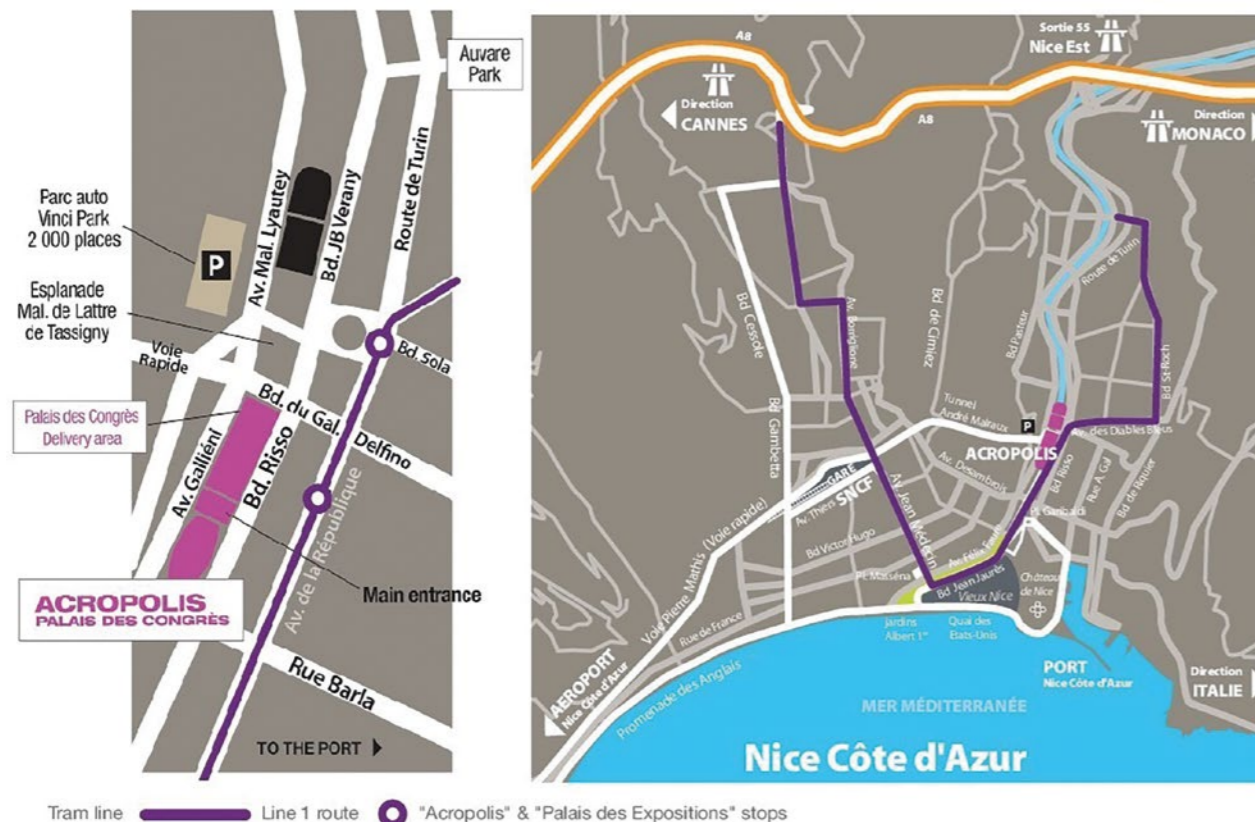 Auvare
Park
Parc auto
Vinci Park
2 000 places
P
Av. Mal. Lyautey
Bd. JB Verany
Route de Turin
Esplanade
Mal. de Lattre
de Tassigny
Voie
Rapide
Bd. Sola
Palais des Congrès
Delivery area
Bd. du Gal. Delfino
Av. Galliéni
Bd. Risso
Av. de la République
Main entrance
ACROPOLIS
PALAIS DES CONGRÈS
Rue Barla
TO THE PORT
A8
Sortie 55
Nice Est
Direction
CANNES
A8
Direction
MONACO
Route de Turin
Bd Cessole
Av. Borriglione
Bd de Cimiez
Bd Pasteur
Bd St-Roch
Tunnel
André Malraux
P
Av. des Diables Bleus
ACROPOLIS
Bd Gambetta
GARE
SNCF
Av. Thiers
Av. Desambrois
Bd Risso
Rue A. Gal
Bd de Riquier
Pl. Garibaldi
Av. Jean Médecin
Voie Pierre Mathis (Voie rapide)
Bd Victor Hugo
Av. Félix Faure
Pl. Masséna
Bd Jean Jaurès
Vieux Nice
Château
de Nice
Rue de France
Jardins
Albert 1er
Quai des
Etats-Unis
Promenade des Anglais
AEROPORT
Nice Côte d'Azur
PORT
Nice Côte d'Azur
Direction
ITALIE
MER MÉDITERRANÉE
Nice Côte d'Azur
Tram line Line 1 route "Acropolis" & "Palais des Expositions" stops